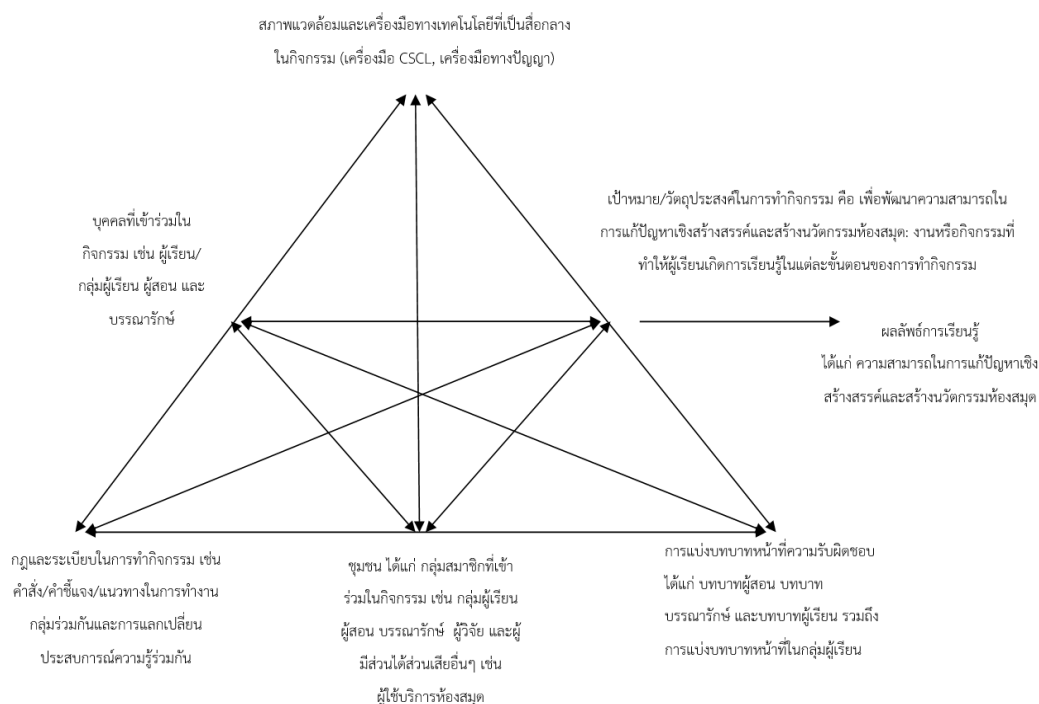 สภาพแวดล้อมและเครื่องมือทางเทคโนโลยีที่เป็นสื่อกลาง
ในกิจกรรม (เครื่องมือ CSCL, เครื่องมือทางปัญญา)
บุคคลที่เข้าร่วมใน
กิจกรรม เช่น ผู้เรียน/
กลุ่มผู้เรียน ผู้สอน และ
บรรณารักษ์
เป้าหมาย/วัตถุประสงค์ในการทำกิจกรรม คือ เพื่อพัฒนาความสามารถใน
การแก้ปัญหาเชิงสร้างสรรค์และสร้างนวัตกรรมห้องสมุด: งานหรือกิจกรรมที่
ทำให้ผู้เรียนเกิดการเรียนรู้ในแต่ละขั้นตอนของการทำกิจกรรม
ผลลัพธ์การเรียนรู้
ได้แก่ ความสามารถในการแก้ปัญหาเชิง
สร้างสรรค์และสร้างนวัตกรรมห้องสมุด
กฎและระเบียบในการทำกิจกรรม เช่น
คำสั่ง/คำชี้แจง/แนวทางในการทำงาน
กลุ่มร่วมกันและการแลกเปลี่ยน
ประสบการณ์ความรู้ร่วมกัน
ชุมชน ได้แก่ กลุ่มสมาชิกที่เข้า
ร่วมในกิจกรรม เช่น กลุ่มผู้เรียน
ผู้สอน บรรณารักษ์ ผู้วิจัย และผู้
มีส่วนได้ส่วนเสียอื่นๆ เช่น
ผู้ใช้บริการห้องสมุด
การแบ่งบทบาทหน้าที่ความรับผิดชอบ
ได้แก่ บทบาทผู้สอน บทบาท
บรรณารักษ์ และบทบาทผู้เรียน รวมถึง
การแบ่งบทบาทหน้าที่ในกลุ่มผู้เรียน